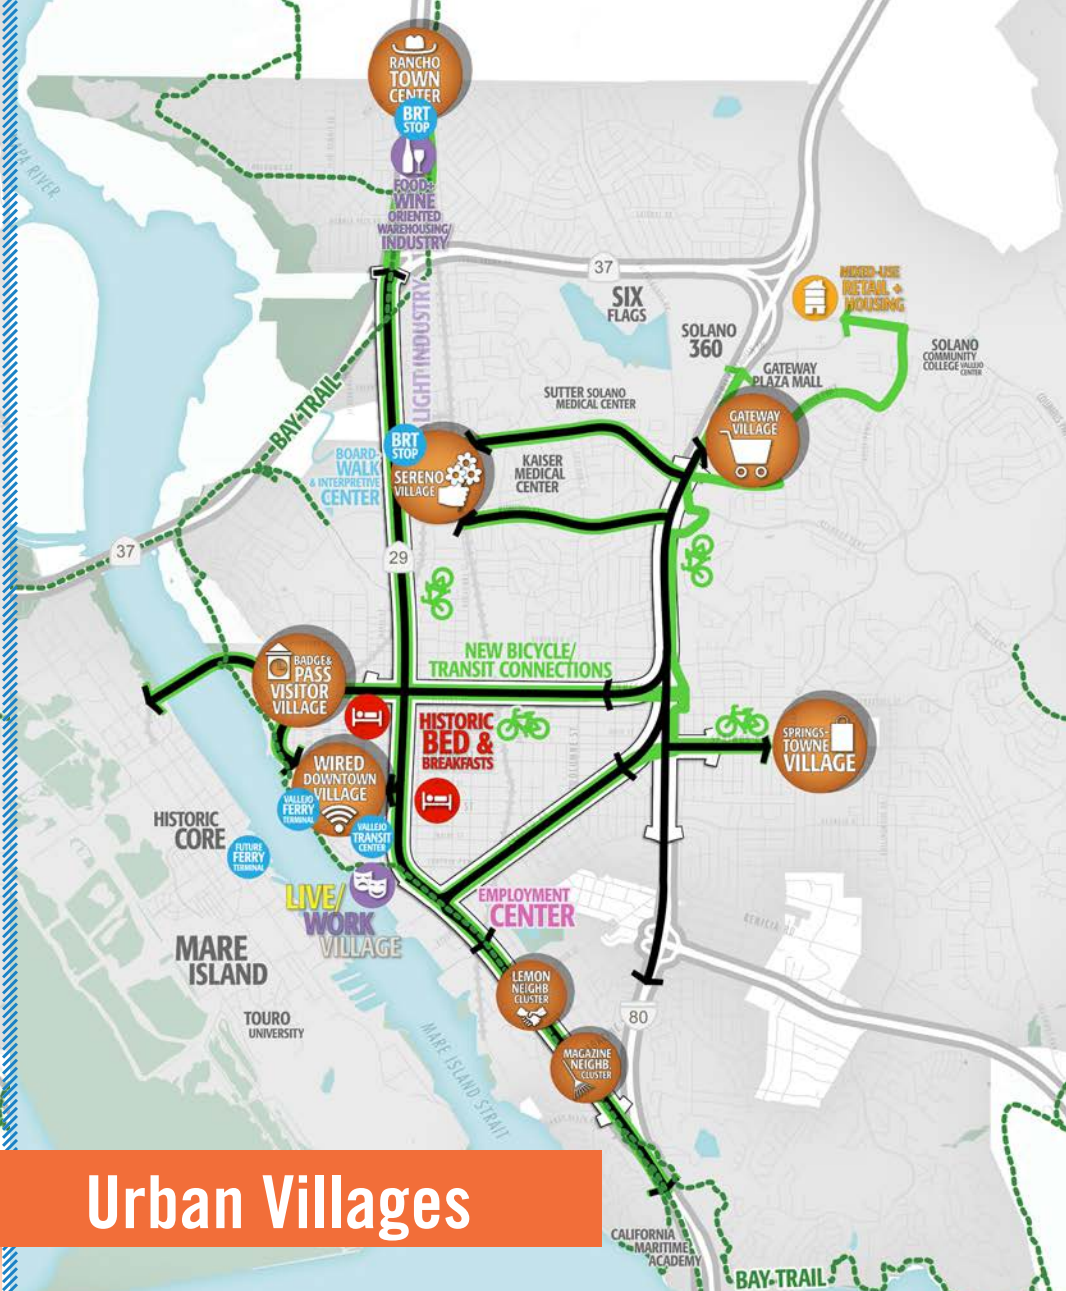 RANCHO
TOWN
CENTER
BRT
STOP
FOOD+
WINE
ORIENTED
WAREHOUSING/
INDUSTRY
37
SIX
FLAGS
MIXED-USE
RETAIL +
HOUSING
SOLANO
360
SOLANO
COMMUNITY
COLLEGE VALLEJO
CENTER
GATEWAY
PLAZA MALL
LIGHT INDUSTRY
BAY-TRAIL
SUTTER SOLANO
MEDICAL CENTER
GATEWAY
VILLAGE
BRT
STOP
BOARD-
WALK
& INTERPRETIVE
CENTER
SERENO
VILLAGE
KAISER
MEDICAL
CENTER
37
29
NEW BICYCLE/
TRANSIT CONNECTIONS
BADGE&
PASS
VISITOR
VILLAGE
HISTORIC
BED &
BREAKFASTS
SPRINGS-
TOWNE
VILLAGE
WIRED
DOWNTOWN
VILLAGE
VALLEJO
FERRY
TERMINAL
VALLEJO
TRANSIT
CENTER
HISTORIC
CORE
FUTURE
FERRY
TERMINAL
LIVE/
WORK
VILLAGE
EMPLOYMENT
CENTER
MARE
ISLAND
LEMON
NEIGHB
CLUSTER
TOURO
UNIVERSITY
80
MAGAZINE
NEIGHB.
CLUSTER
MARE ISLAND STRAIT
Urban Villages
CALIFORNIA
MARITIME
ACADEMY
BAY-TRAIL